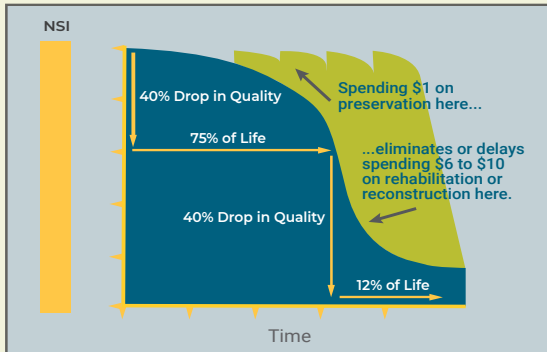 NSI
40% Drop in Quality
75% of Life
40% Drop in Quality
12% of Life
Spending $1 on
preservation here...
...eliminates or delays
spending $6 to $10
on rehabilitation or
reconstruction here.
Time